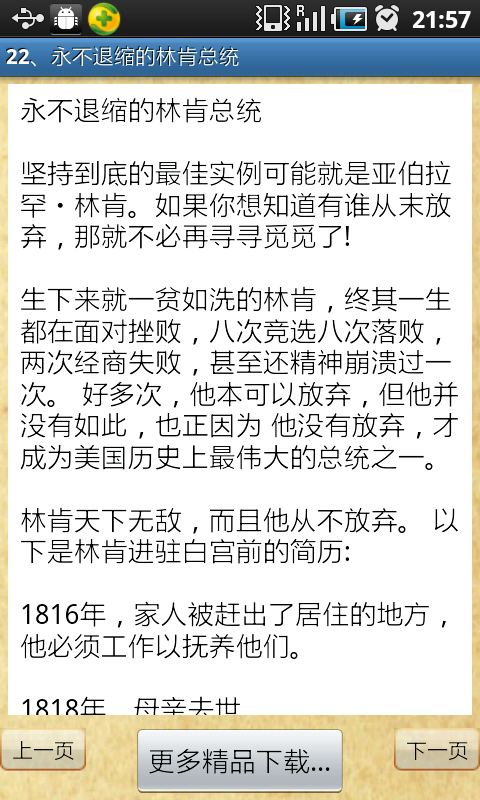 21:57
22、永不退缩的林肯总统
永不退缩的林肯总统
坚持到底的最佳实例可能就是亚伯拉
罕·林肯。如果你想知道有谁从末放
弃，那就不必再寻寻觅觅了!
生下来就一贫如洗的林肯，终其一生
都在面对挫败，八次竞选八次落败，
两次经商失败，甚至还精神崩溃过一
次。 好多次，他本可以放弃，但他并
没有如此，也正因为 他没有放弃，才
成为美国历史上最伟大的总统之一。
林肯天下无敌，而且他从不放弃。 以
下是林肯进驻白宫前的简历:
1816年，家人被赶出了居住的地方，
他必须工作以抚养他们。
1818年，母亲去世
上一页
更多精品下载...
下一页